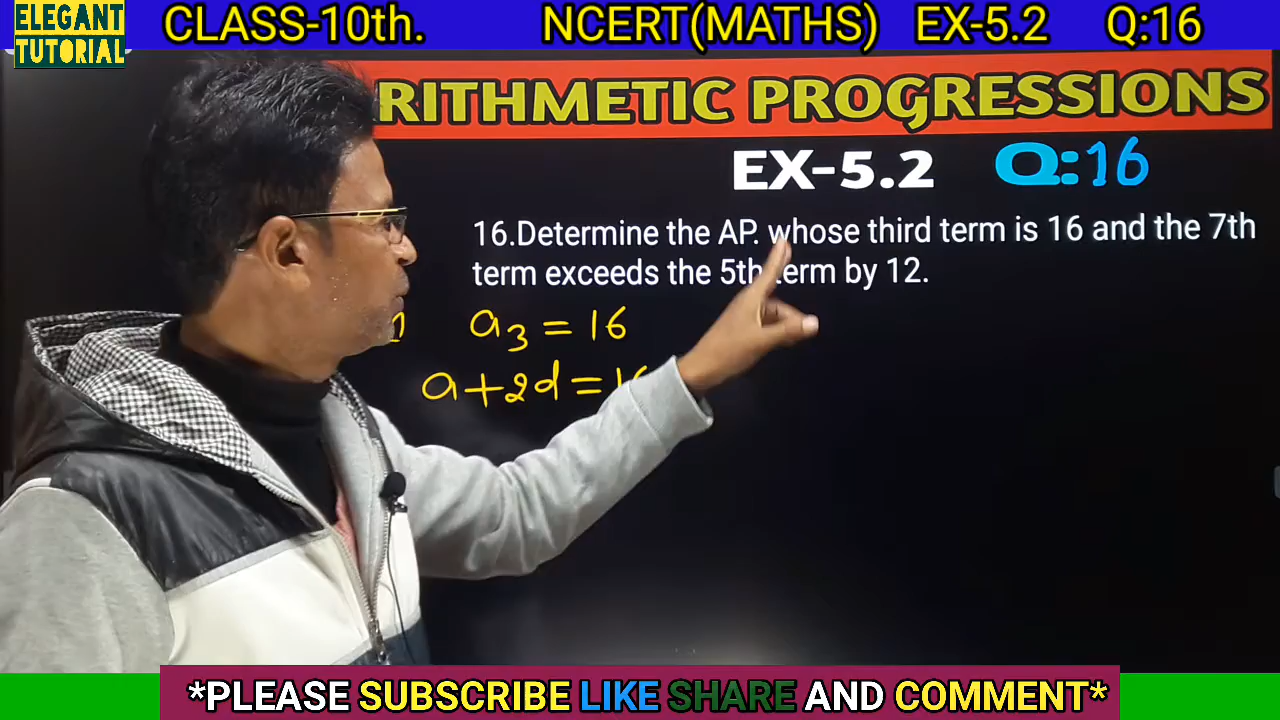 ELEGANT
TUTORIAL
CLASS-10th. NCERT(MATHS) EX-5.2 Q:16
RITHMETIC PROGRESSIONS
EX-5.2 Q:16
16.Determine the AP. whose third term is 16 and the 7th
term exceeds the 5th term by 12.
a3 = 16
a+2d=16
*PLEASE SUBSCRIBE LIKE SHARE AND COMMENT*